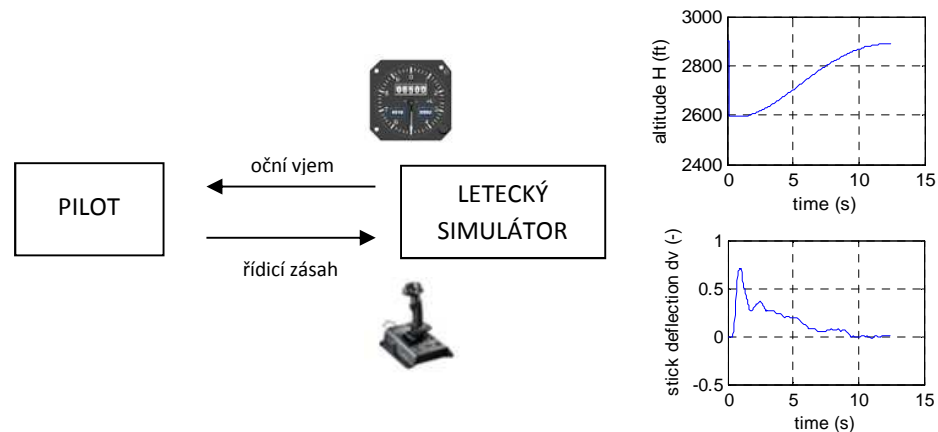 PILOT
oční vjem
řídicí zásah
LETECKÝ
SIMULÁTOR
3000
2800
2600
2400
altitude H (ft)
0 5 10 15
time (s)
1
0.5
0
-0.5
stick deflection dv (-)
0 5 10 15
time (s)